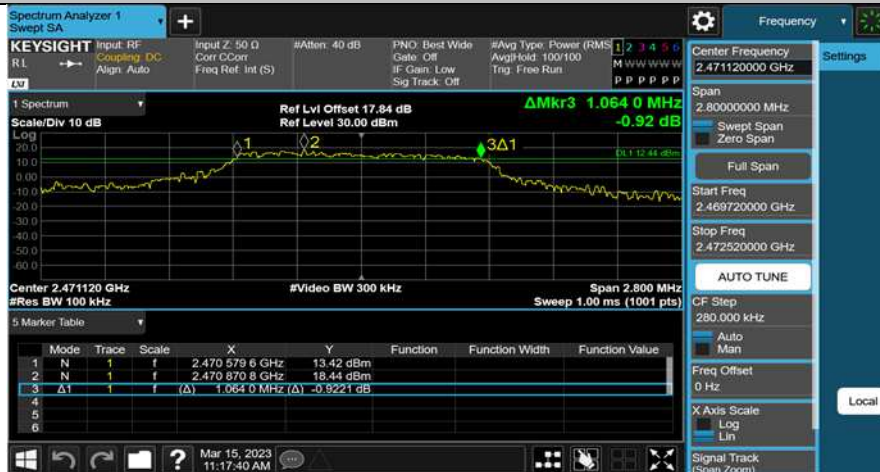 Spectrum Analyzer 1
Swept SA
Frequency
KEYSIGHT
RL
LXI
Input: RF
Coupling: DC
Align: Auto
Input Z: 50 Ω
Corr CCorr
Freq Ref: Int (S)
#Atten: 40 dB
PNO: Best Wide
Gate: Off
IF Gain: Low
Sig Track: Off
#Avg Type: Power (RMS
Avg|Hold: 100/100
Trig: Free Run
1 2 3 4 5 6
M W W W W W
P P P P P P
Center Frequency
2.471120000 GHz
Settings
Span
2.80000000 MHz
Swept Span
Zero Span
Full Span
Start Freq
2.469720000 GHz
Stop Freq
2.472520000 GHz
AUTO TUNE
CF Step
280.000 kHz
Auto
Man
Freq Offset
0 Hz
Local
X Axis Scale
Log
Lin
Signal Track
(Span Zoom)
1 Spectrum
Scale/Div 10 dB
Ref Lvl Offset 17.84 dB
Ref Level 30.00 dBm
ΔMkr3 1.064 0 MHz
-0.92 dB
Log
20.0
10.0
0.00
-10.0
-20.0
-30.0
-40.0
-50.0
-60.0
1
2
3Δ1
DL1 12.44 dBm
Center 2.471120 GHz
#Res BW 100 kHz
#Video BW 300 kHz
Span 2.800 MHz
Sweep 1.00 ms (1001 pts)
5 Marker Table
Mode Trace Scale X Y Function Function Width Function Value
1 N 1 f 2.470 579 6 GHz 13.42 dBm
2 N 1 f 2.470 870 8 GHz 18.44 dBm
3 Δ1 1 f (Δ) 1.064 0 MHz (Δ) -0.9221 dB
4
5
6
?
Mar 15, 2023
11:17:40 AM